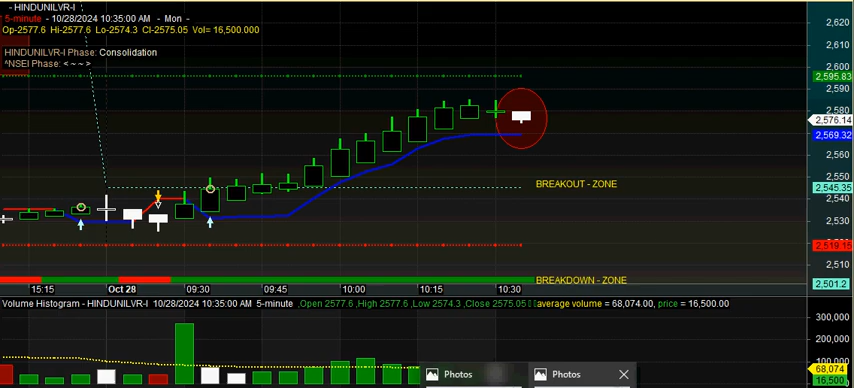 - HINDUNILVR-I
5-minute - 10/28/2024 10:35:00 AM - Mon -
Op-2577.6 Hi-2577.6 Lo-2574.3 Cl-2575.05 Vol= 16,500.000
HINDUNILVR-I Phase: Consolidation
^NSEI Phase: < ~ ~ >
2,620
2,610
2,600
2,595.83
2,590
2,580
2,576.14
2,569.32
2,560
2,550
BREAKOUT - ZONE
2,545.35
2,540
2,530
2,519.15
2,510
BREAKDOWN - ZONE
2,501.2
15:15 Oct 28 09:30 09:45 10:00 10:15 10:30
Volume Histogram - HINDUNILVR-I 10/28/2024 10:35:00 AM 5-minute ,Open 2577.6 ,High 2577.6 ,Low 2574.3 ,Close 2575.05 average volume = 68,074.00, price = 16,500.00
300,000
200,000
100,000
68,074
16,500
Photos
Photos